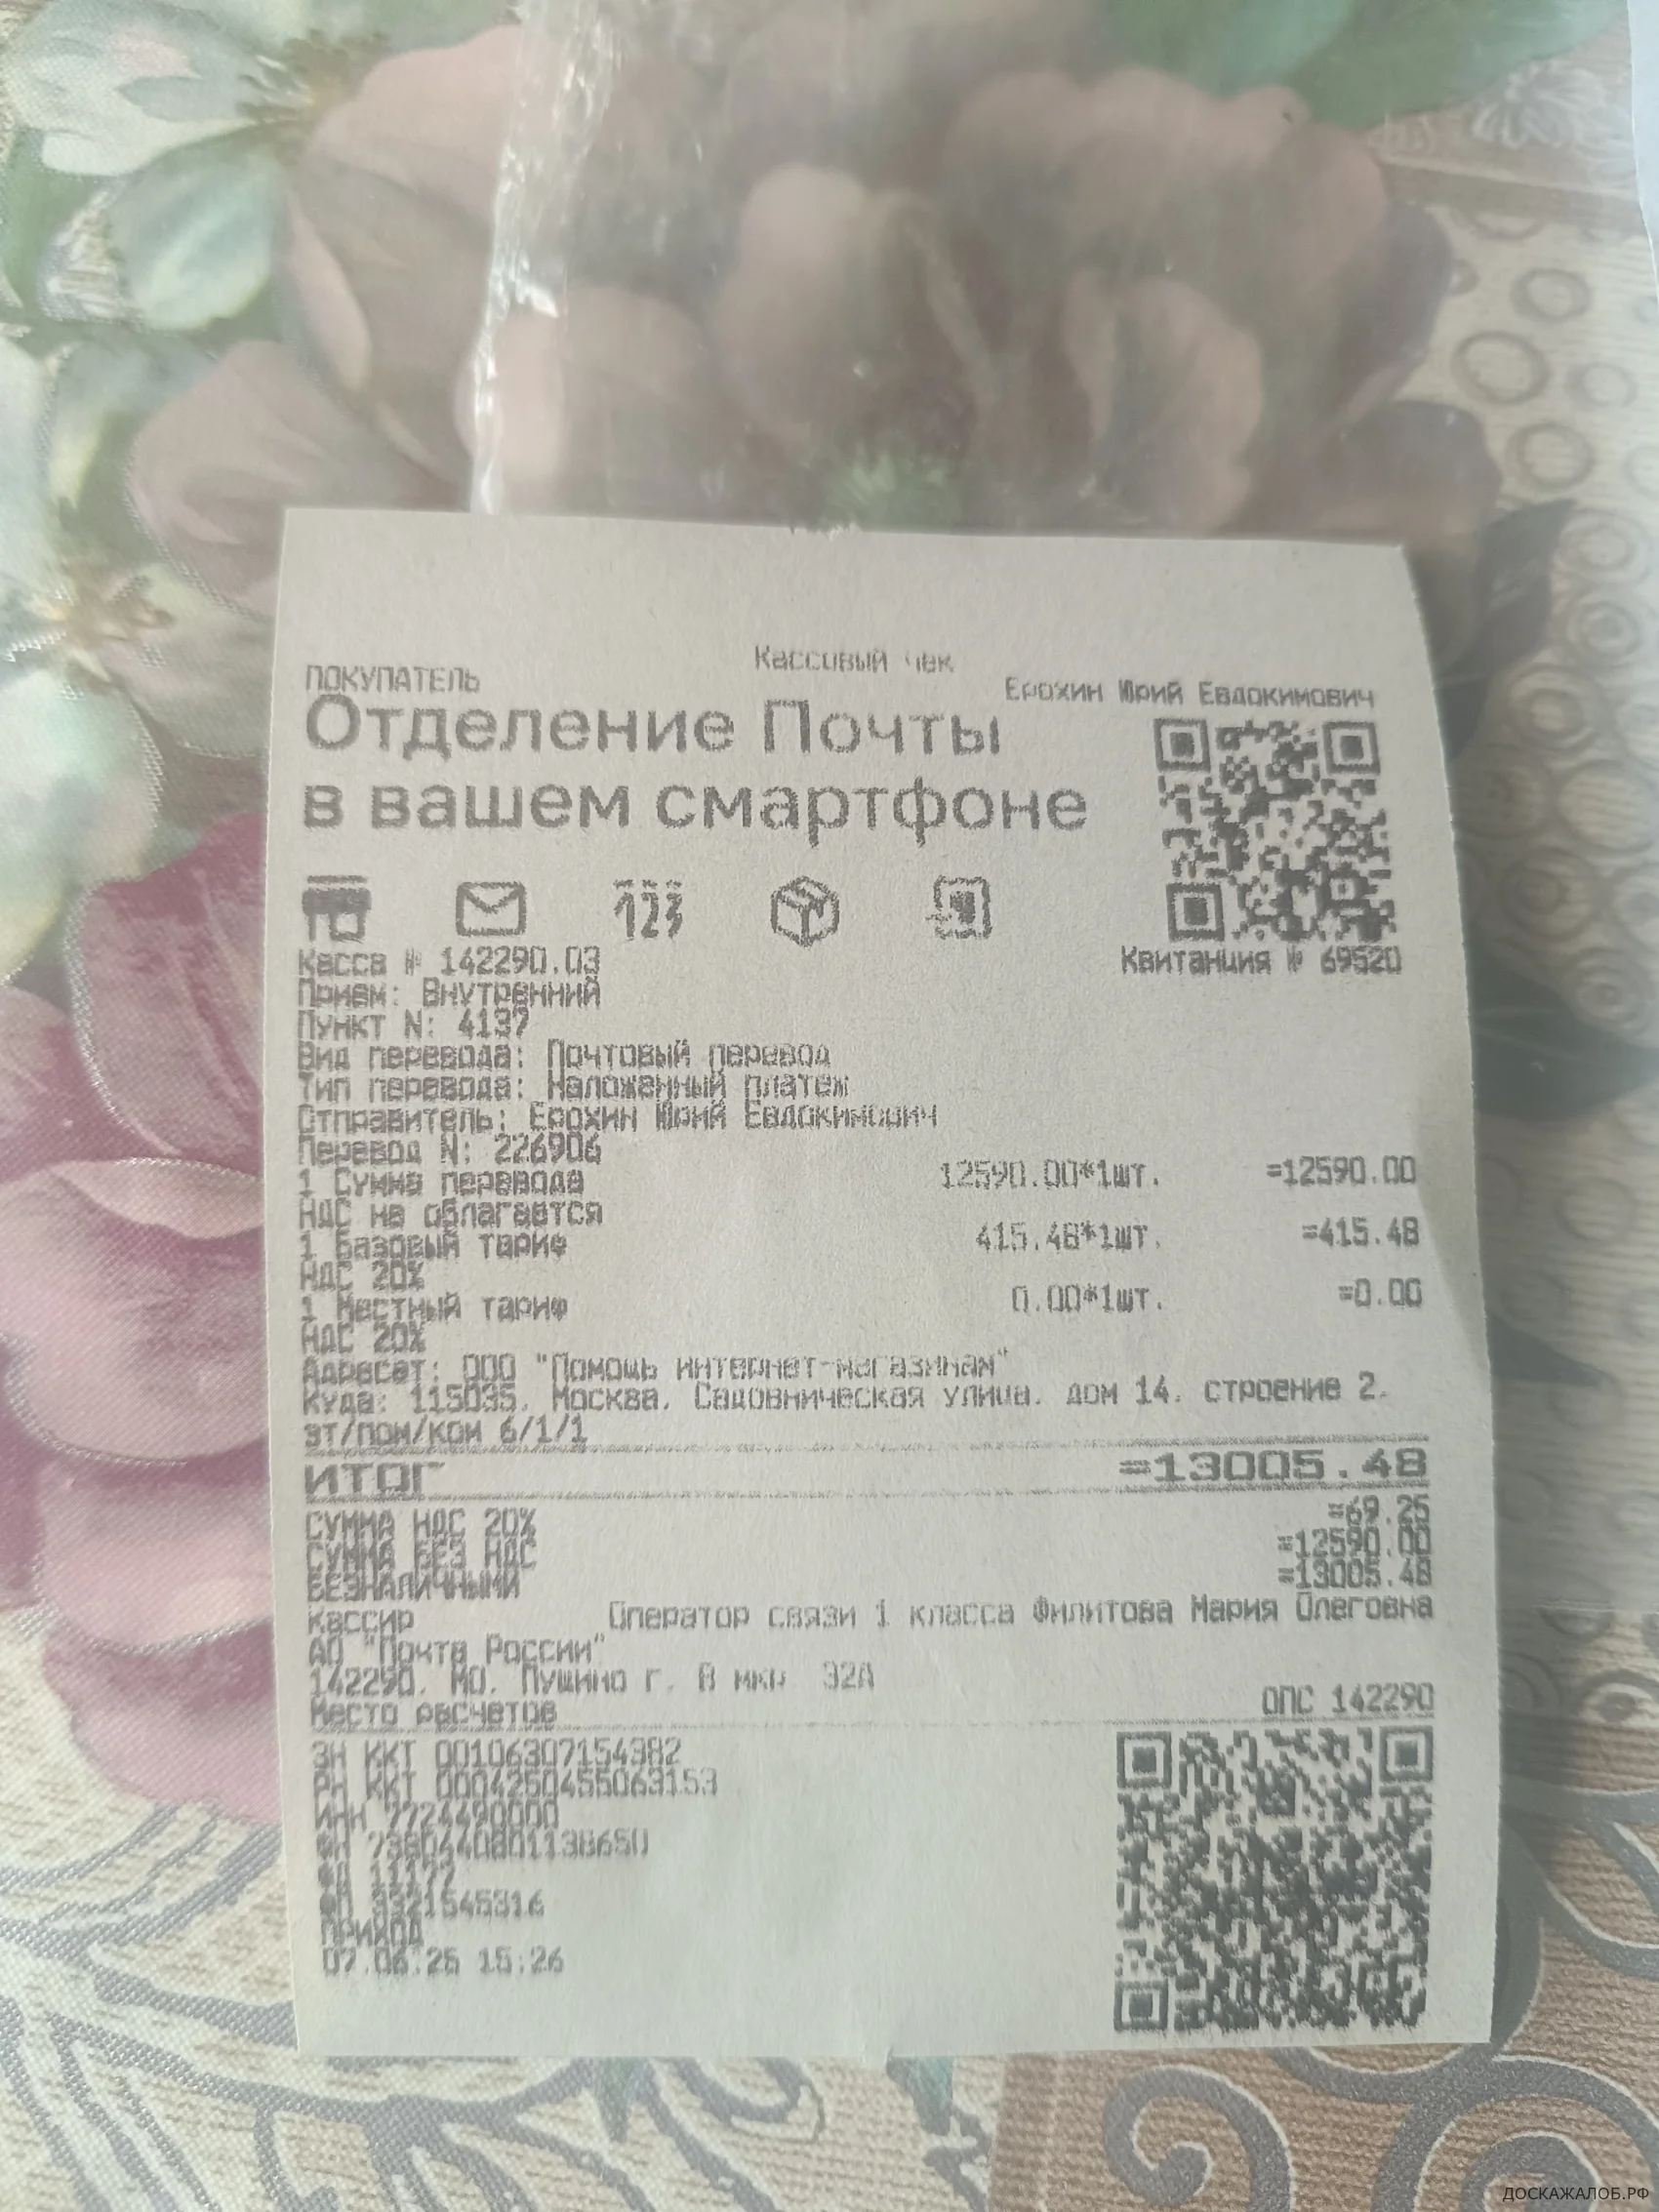 Кассовый чек
ПОКУПАТЕЛЬ
Ерохин Юрий Евдокимович
Отделение Почты
в вашем смартфоне
123
Касса № 142290.03 Квитанция № 69520
Прием: Внутренний
Пункт N: 4137
Вид перевода: Почтовый перевод
Тип перевода: Наложенный платеж
Отправитель: Ерохин Юрий Евдокимович
Перевод N: 226906
1 Сумма перевода 12590.00*1шт. =12590.00
НДС не облагается
1 Базовый тариф 415.48*1шт. =415.48
НДС 20%
1 Местный тариф 0.00*1шт. =0.00
НДС 20%
Адресат: ООО "Помощь интернет-магазинам"
Куда: 115035, Москва, Садовническая улица, дом 14, строение 2,
эт/пом/ком 6/1/1
ИТОГ =13005.48
СУММА НДС 20% =69.25
СУММА БЕЗ НДС =12590.00
БЕЗНАЛИЧНЫМИ =13005.48
Кассир Оператор связи 1 класса Филитова Мария Олеговна
АО "Почта России"
142290, МО, Пущино г, В мкр 32А
Место расчетов ОПС 142290
ЗН ККТ 00106307154382
РН ККТ 0004250455063153
ИНН 7724490000
ФН 7380440801138650
ФД 11177
ФП 3321545316
ПРИХОД
07.06.25 15:26
ДОСКАЖАЛОБ.РФ